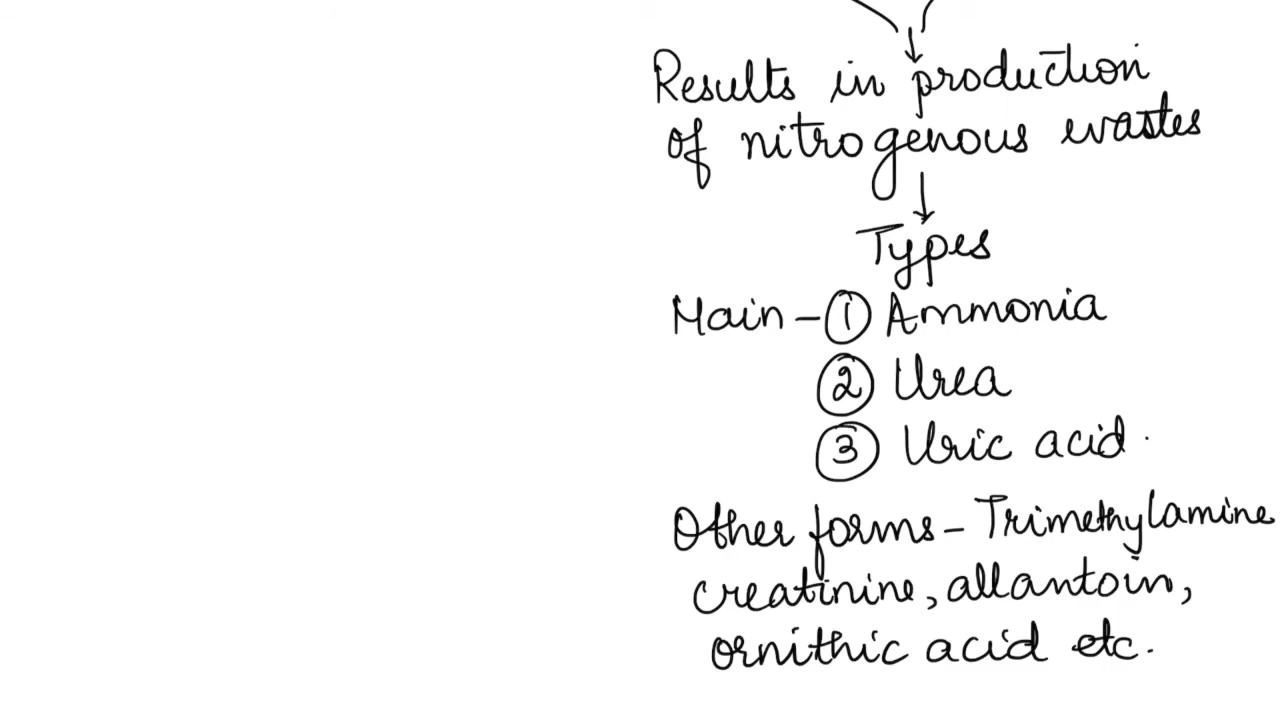 Results in production
of nitrogenous wastes
Types
Main - ① Ammonia
② Urea
③ Uric acid.
Other forms - Trimethylamine
creatinine, allantoin,
ornithic acid etc.